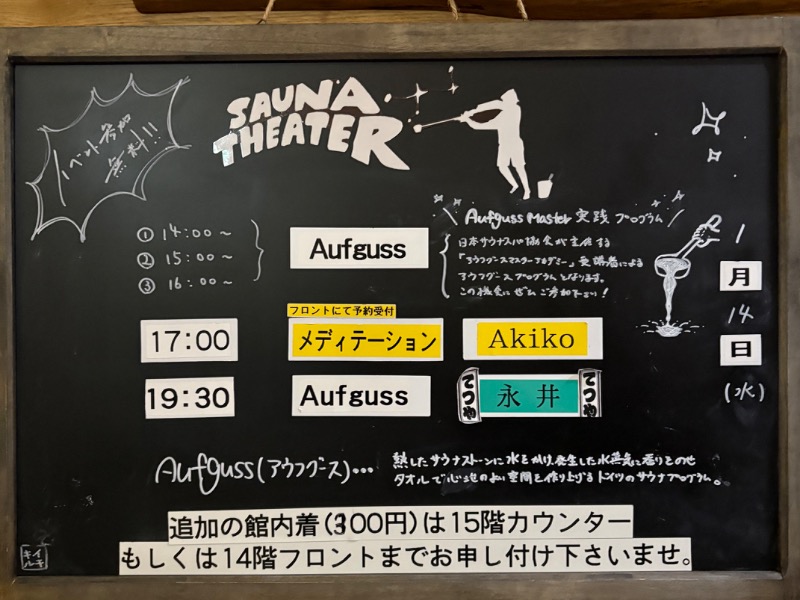 イベント参加
無料!!
SAUNA
THEATER
① 14:00～
② 15:00～
③ 16:00～
Aufguss
\ Aufguss Master 実践プログラム /
日本サウナスパ協会が主催する
「アウフグースマスターアカデミー」受講者による
アウフグースプログラムとなります。
この機会にぜひご参加下さい!
1
月
14
日
(水)
フロントにて予約受付
17:00 メディテーション Akiko
19:30 Aufguss てつや 永井 てつや
Aufguss(アウフグース)…
熱したサウナストーンに水をかけ、発生した水蒸気に香りをのせ
タオルで心地のよい空間を作り上げるドイツのサウナプログラム。
追加の館内着(300円)は15階カウンター
もしくは14階フロントまでお申し付け下さいませ。